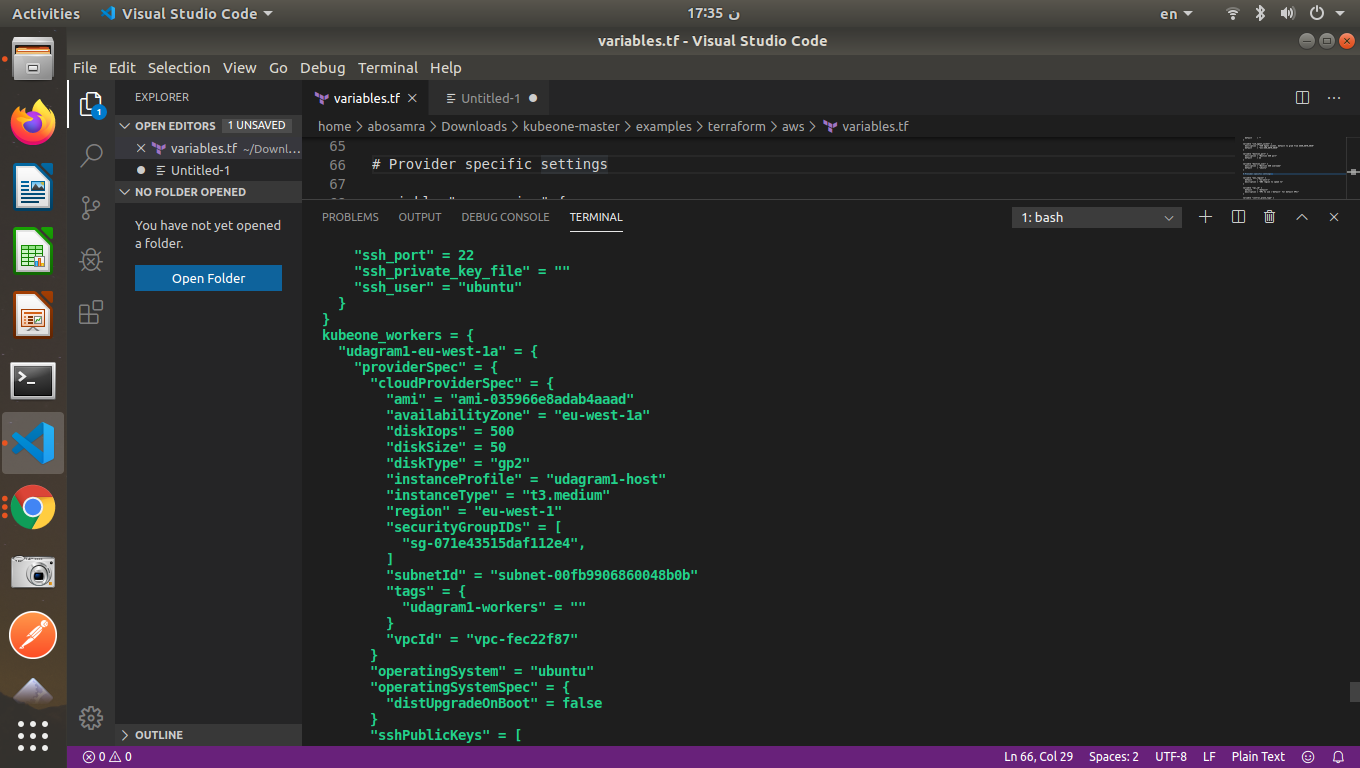 Activities
Visual Studio Code
17:35 ن
en
variables.tf - Visual Studio Code
File Edit Selection View Go Debug Terminal Help
EXPLORER
OPEN EDITORS 1 UNSAVED
variables.tf ~/Downl...
Untitled-1
NO FOLDER OPENED
You have not yet opened
a folder.
Open Folder
OUTLINE
1
variables.tf
Untitled-1
home > abosamra > Downloads > kubeone-master > examples > terraform > aws > variables.tf
65
66 # Provider specific settings
67
PROBLEMS OUTPUT DEBUG CONSOLE TERMINAL
1: bash
"ssh_port" = 22
"ssh_private_key_file" = ""
"ssh_user" = "ubuntu"
}
}
kubeone_workers = {
"udagram1-eu-west-1a" = {
"providerSpec" = {
"cloudProviderSpec" = {
"ami" = "ami-035966e8adab4aaad"
"availabilityZone" = "eu-west-1a"
"diskIops" = 500
"diskSize" = 50
"diskType" = "gp2"
"instanceProfile" = "udagram1-host"
"instanceType" = "t3.medium"
"region" = "eu-west-1"
"securityGroupIDs" = [
"sg-071e43515daf112e4",
]
"subnetId" = "subnet-00fb9906860048b0b"
"tags" = {
"udagram1-workers" = ""
}
"vpcId" = "vpc-fec22f87"
}
"operatingSystem" = "ubuntu"
"operatingSystemSpec" = {
"distUpgradeOnBoot" = false
}
"sshPublicKeys" = [
0 0
Ln 66, Col 29 Spaces: 2 UTF-8 LF Plain Text